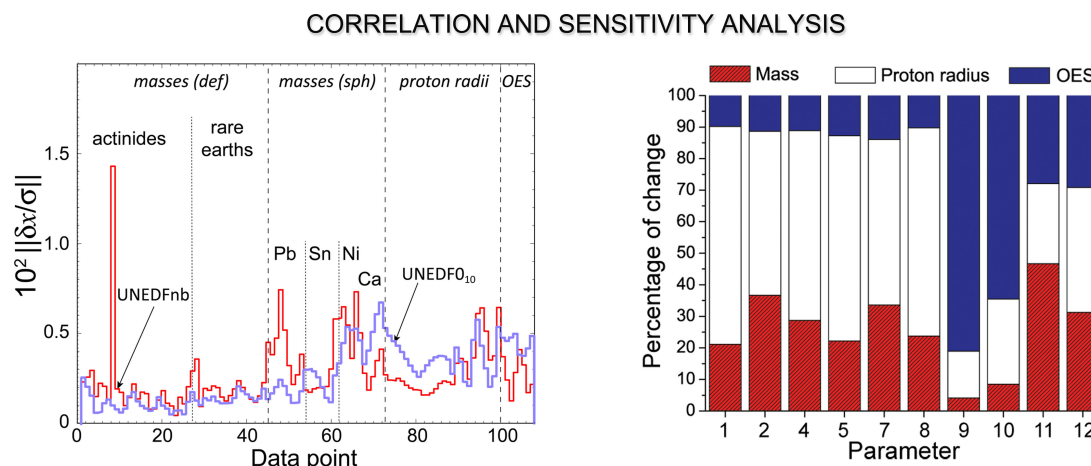 CORRELATION AND SENSITIVITY ANALYSIS
masses (def)
masses (sph)
proton radii
OES
actinides
rare
earths
Pb
Sn
Ni
Ca
UNEDFnb
UNEDF0₁₀
10² ||δx/σ||
1.5
1.0
0.5
0
0 20 40 60 80 100
Data point
Mass
Proton radius
OES
Percentage of change
100
90
80
70
60
50
40
30
20
10
0
1 2 4 5 7 8 9 10 11 12
Parameter